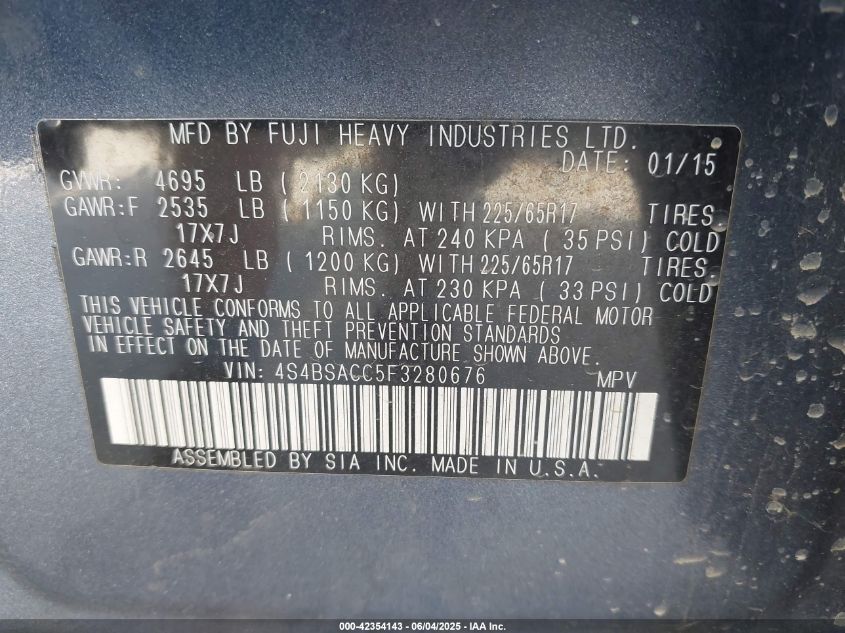 MFD BY FUJI HEAVY INDUSTRIES LTD.
DATE: 01/15
GVWR: 4695 LB ( 2130 KG)
GAWR:F 2535 LB ( 1150 KG) WITH 225/65R17 TIRES.
17X7J RIMS. AT 240 KPA ( 35 PSI) COLD
GAWR:R 2645 LB ( 1200 KG) WITH 225/65R17 TIRES.
17X7J RIMS. AT 230 KPA ( 33 PSI) COLD
THIS VEHICLE CONFORMS TO ALL APPLICABLE FEDERAL MOTOR
VEHICLE SAFETY AND THEFT PREVENTION STANDARDS
IN EFFECT ON THE DATE OF MANUFACTURE SHOWN ABOVE.
VIN: 4S4BSACC5F3280676 MPV
ASSEMBLED BY SIA INC. MADE IN U.S.A.
000-42354143 - 06/04/2025 - IAA Inc.